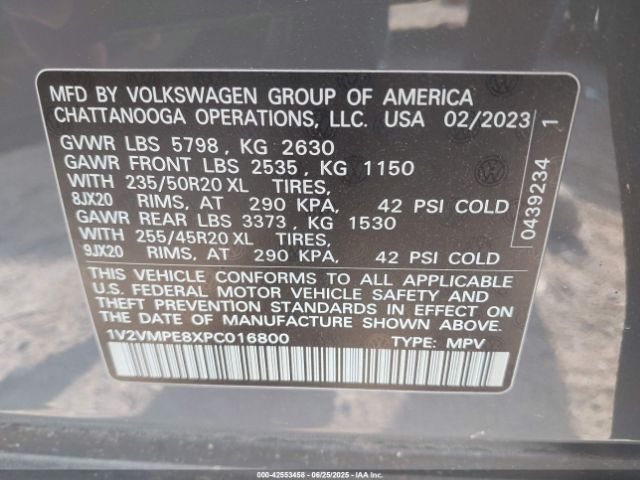 MFD BY VOLKSWAGEN GROUP OF AMERICA
CHATTANOOGA OPERATIONS, LLC. USA 02/2023
GVWR LBS 5798 , KG 2630
GAWR FRONT LBS 2535 , KG 1150
WITH 235/50R20 XL TIRES,
8JX20 RIMS, AT 290 KPA, 42 PSI COLD
GAWR REAR LBS 3373 , KG 1530
WITH 255/45R20 XL TIRES,
9JX20 RIMS, AT 290 KPA, 42 PSI COLD
THIS VEHICLE CONFORMS TO ALL APPLICABLE
U.S. FEDERAL MOTOR VEHICLE SAFETY AND
THEFT PREVENTION STANDARDS IN EFFECT ON
DATE OF MANUFACTURE SHOWN ABOVE.
1V2VMPE8XPC016800 TYPE: MPV
0439234 1
000-42553458 - 06/25/2025 - IAAI.com